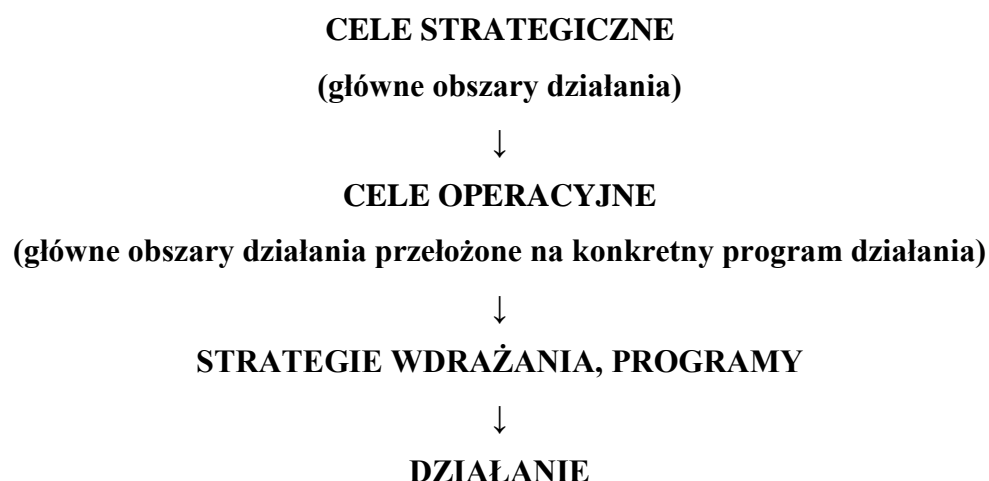 CELE STRATEGICZNE
(główne obszary działania)
↓
CELE OPERACYJNE
(główne obszary działania przełożone na konkretny program działania)
↓
STRATEGIE WDRAŻANIA, PROGRAMY
↓
DZIAŁANIE